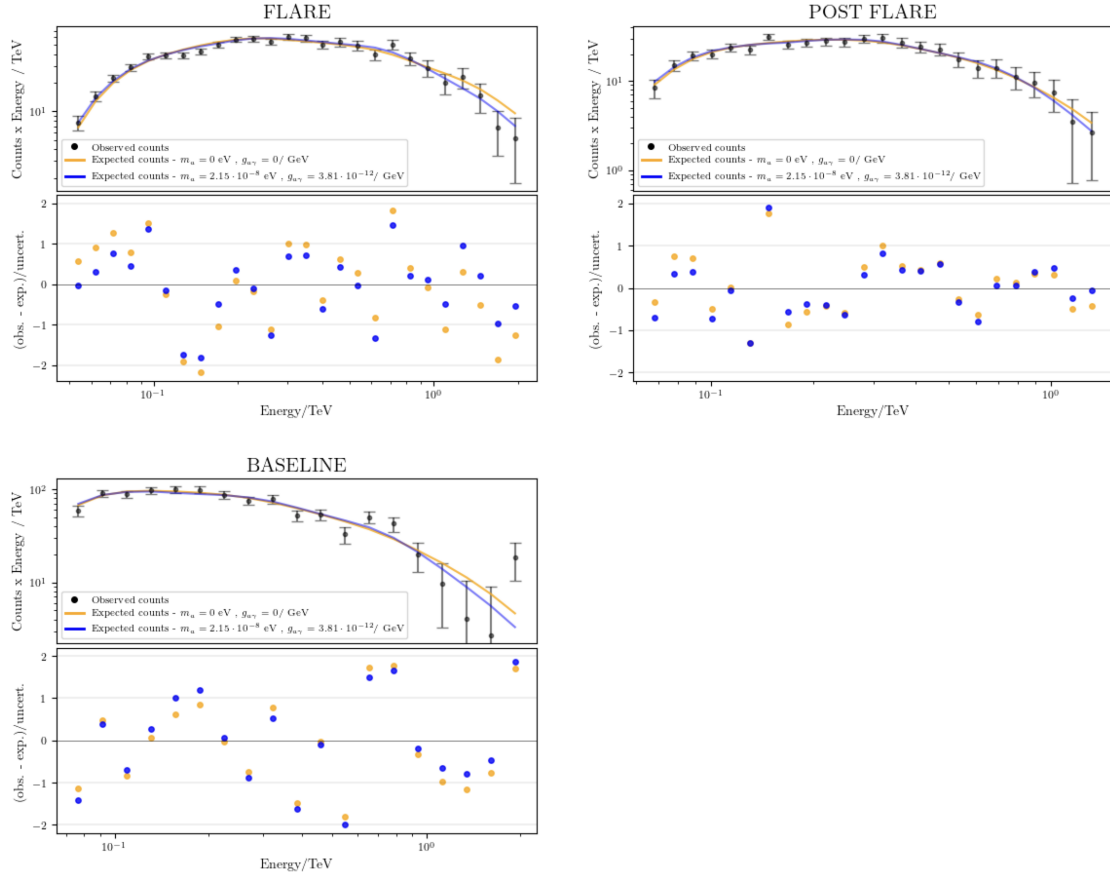 FLARE
Counts x Energy / TeV
10¹
Observed counts
Expected counts - mₐ = 0 eV , gₐᵧ = 0/ GeV
Expected counts - mₐ = 2.15 · 10⁻⁸ eV , gₐᵧ = 3.81 · 10⁻¹²/ GeV
(obs. - exp.)/uncert.
2
1
0
−1
−2
10⁻¹
10⁰
Energy/TeV
POST FLARE
Counts x Energy / TeV
10¹
10⁰
Observed counts
Expected counts - mₐ = 0 eV , gₐᵧ = 0/ GeV
Expected counts - mₐ = 2.15 · 10⁻⁸ eV , gₐᵧ = 3.81 · 10⁻¹²/ GeV
(obs. - exp.)/uncert.
2
1
0
−1
−2
10⁻¹
10⁰
Energy/TeV
BASELINE
Counts x Energy / TeV
10²
10¹
Observed counts
Expected counts - mₐ = 0 eV , gₐᵧ = 0/ GeV
Expected counts - mₐ = 2.15 · 10⁻⁸ eV , gₐᵧ = 3.81 · 10⁻¹²/ GeV
(obs. - exp.)/uncert.
2
1
0
−1
−2
10⁻¹
10⁰
Energy/TeV